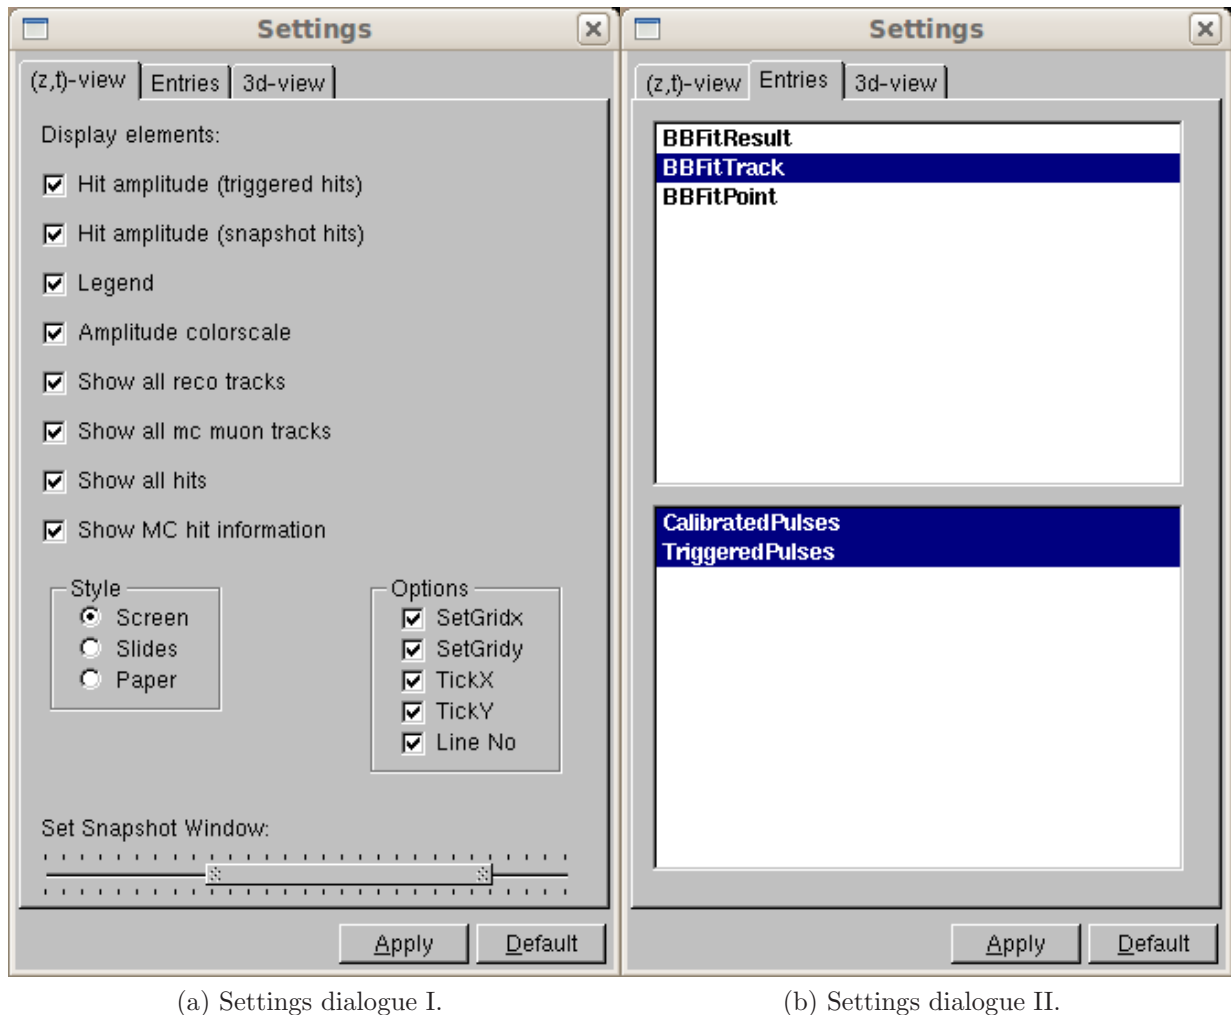 Settings
(z,t)-view Entries 3d-view
Display elements:
Hit amplitude (triggered hits)
Hit amplitude (snapshot hits)
Legend
Amplitude colorscale
Show all reco tracks
Show all mc muon tracks
Show all hits
Show MC hit information
Style
Screen
Slides
Paper
Options
SetGridx
SetGridy
TickX
TickY
Line No
Set Snapshot Window:
Apply Default
(a) Settings dialogue I.
Settings
(z,t)-view Entries 3d-view
BBFitResult
BBFitTrack
BBFitPoint
CalibratedPulses
TriggeredPulses
Apply Default
(b) Settings dialogue II.